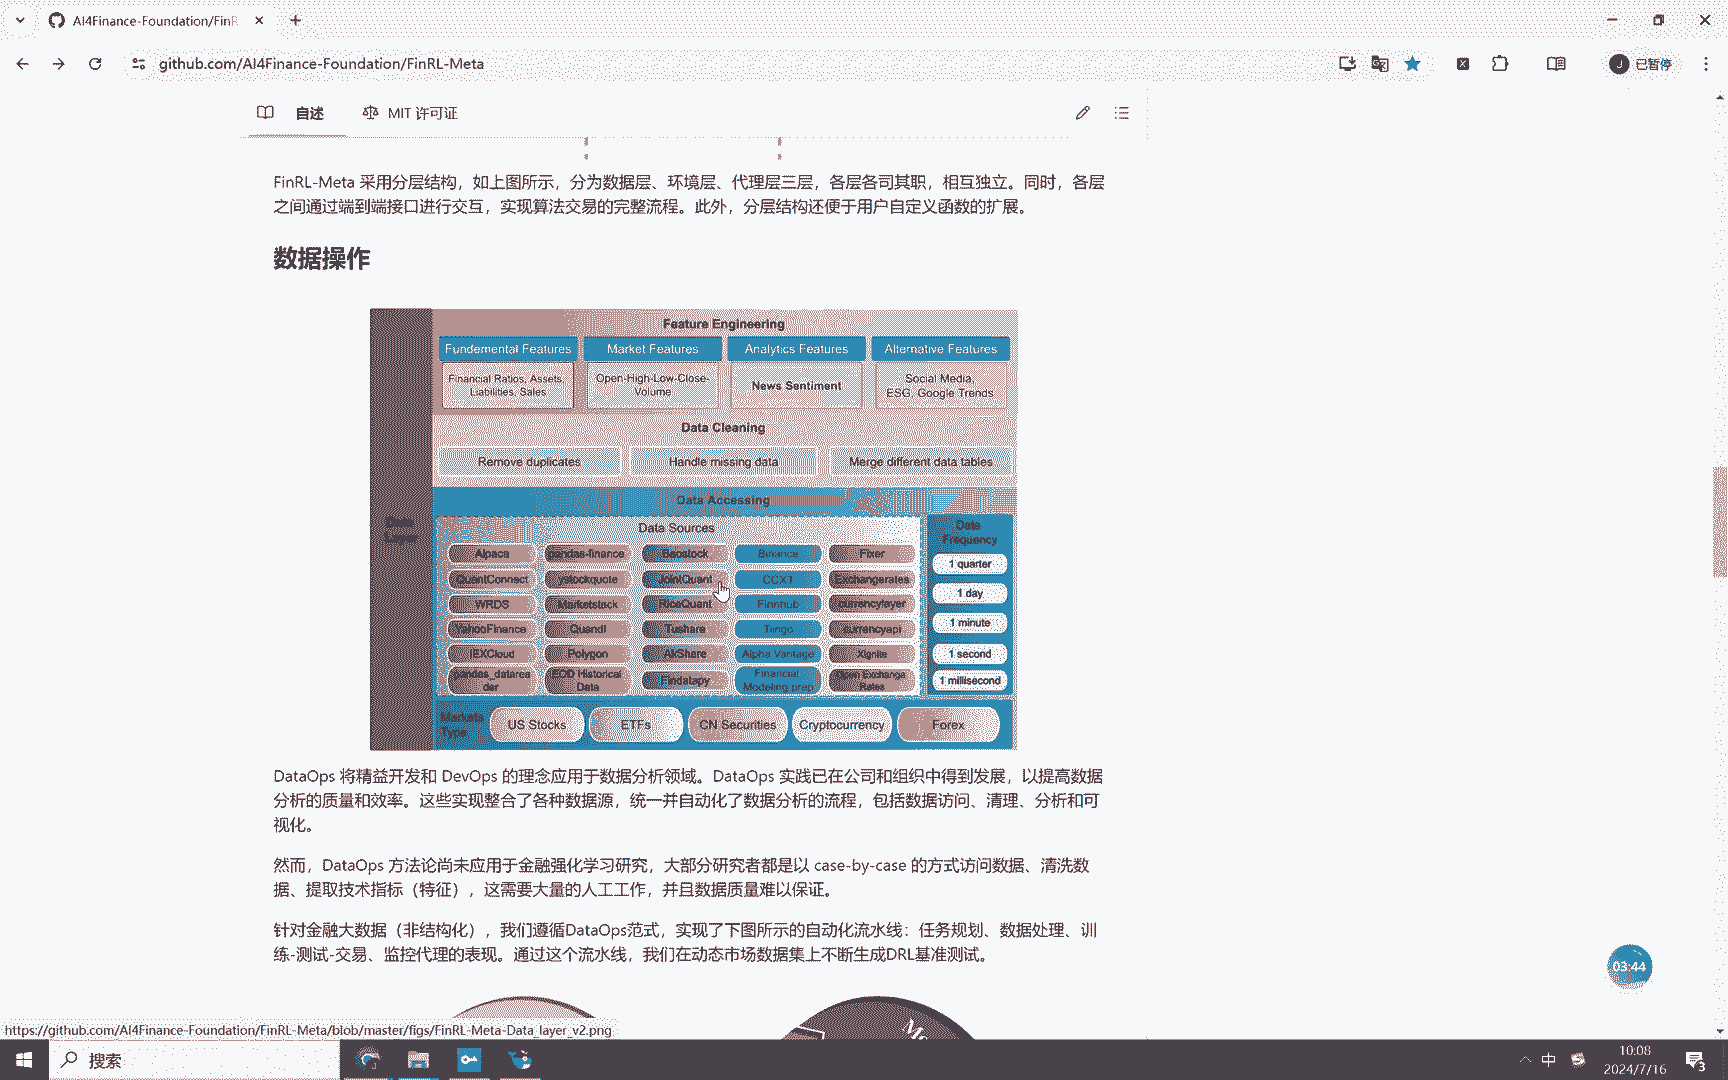 AI4Finance-Foundation/FinR
github.com/AI4Finance-Foundation/FinRL-Meta
J 已暂停
自述
MIT 许可证
FinRL-Meta 采用分层结构，如上图所示，分为数据层、环境层、代理层三层，各层各司其职，相互独立。同时，各层
之间通过端到端接口进行交互，实现算法交易的完整流程。此外，分层结构还便于用户自定义函数的扩展。
数据操作
Feature Engineering
Fundemental Features Market Features Analytics Features Alternative Features
Financial Ratios, Assets, Liabilities, Sales
Open-High-Low-Close-Volume
News Sentiment
Social Media, ESG, Google Trends
Data Cleaning
Remove duplicates Handle missing data Merge different data tables
Data Accessing
Data Layer
Data Sources
Alpaca pandas-finance Baostock Binance Fixer
QuantConnect ystockquote JointQuant CCXT Exchangerates
WRDS Marketstack RiceQuant Finnhub currencylayer
YahooFinance Quandl Tushare Tiingo currencyapi
IEXCloud Polygon AkShare Alpha Vantage Xignite
pandas_datareader EOD Historical Data Findatapy Financial Modeling prep Open Exchange Rates
Data Frequency
1 quarter
1 day
1 minute
1 second
1 millisecond
Markets Type
US Stocks ETFs CN Securities Cryptocurrency Forex
DataOps 将精益开发和 DevOps 的理念应用于数据分析领域。DataOps 实践已在公司和组织中得到发展，以提高数据
分析的质量和效率。这些实现整合了各种数据源，统一并自动化了数据分析的流程，包括数据访问、清理、分析和可
视化。
然而，DataOps 方法论尚未应用于金融强化学习研究，大部分研究者都是以 case-by-case 的方式访问数据、清洗数
据、提取技术指标（特征），这需要大量的人工工作，并且数据质量难以保证。
针对金融大数据（非结构化），我们遵循DataOps范式，实现了下图所示的自动化流水线：任务规划、数据处理、训
练-测试-交易、监控代理的表现。通过这个流水线，我们在动态市场数据集上不断生成DRL基准测试。
03:44
https://github.com/AI4Finance-Foundation/FinRL-Meta/blob/master/figs/FinRL-Meta-Data_layer_v2.png
搜索
中
10:08
2024/7/16
3